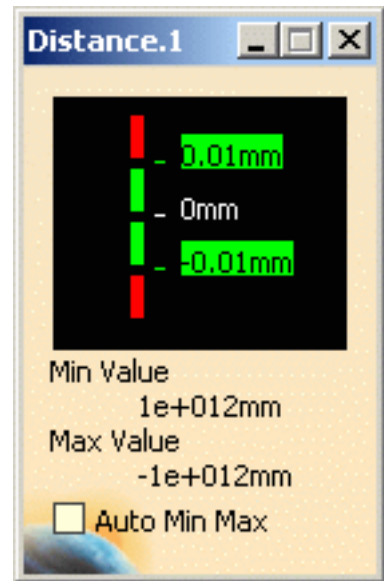 Distance.1
0.01mm
0mm
-0.01mm
Min Value
1e+012mm
Max Value
-1e+012mm
Auto Min Max